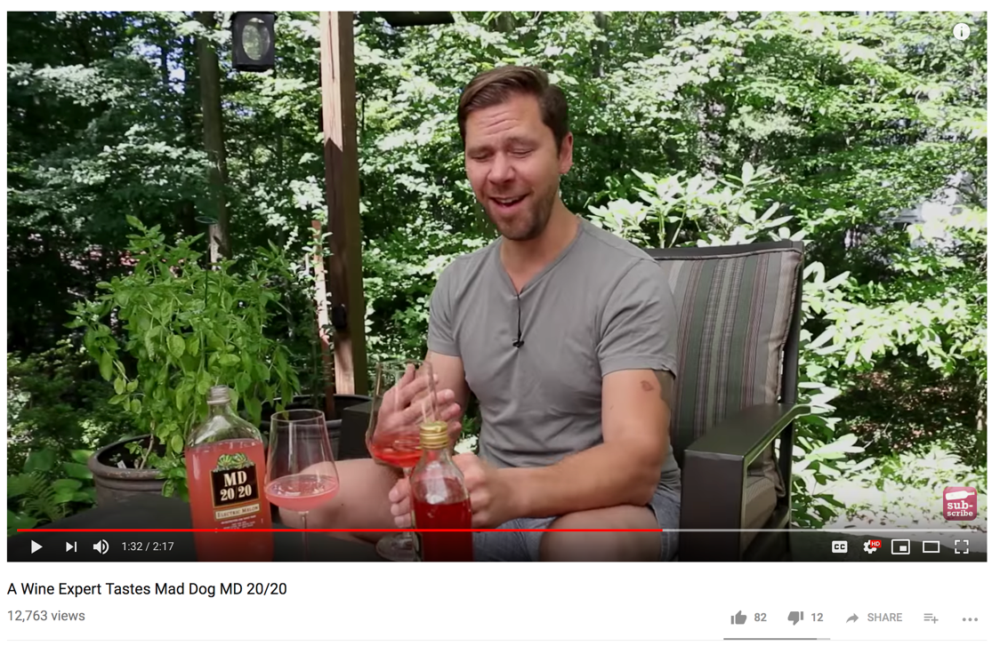 MD
20 20
ELECTRIC MELON
sub-
scribe
1:32 / 2:17
CC
HD
A Wine Expert Tastes Mad Dog MD 20/20
12,763 views
82
12
SHARE